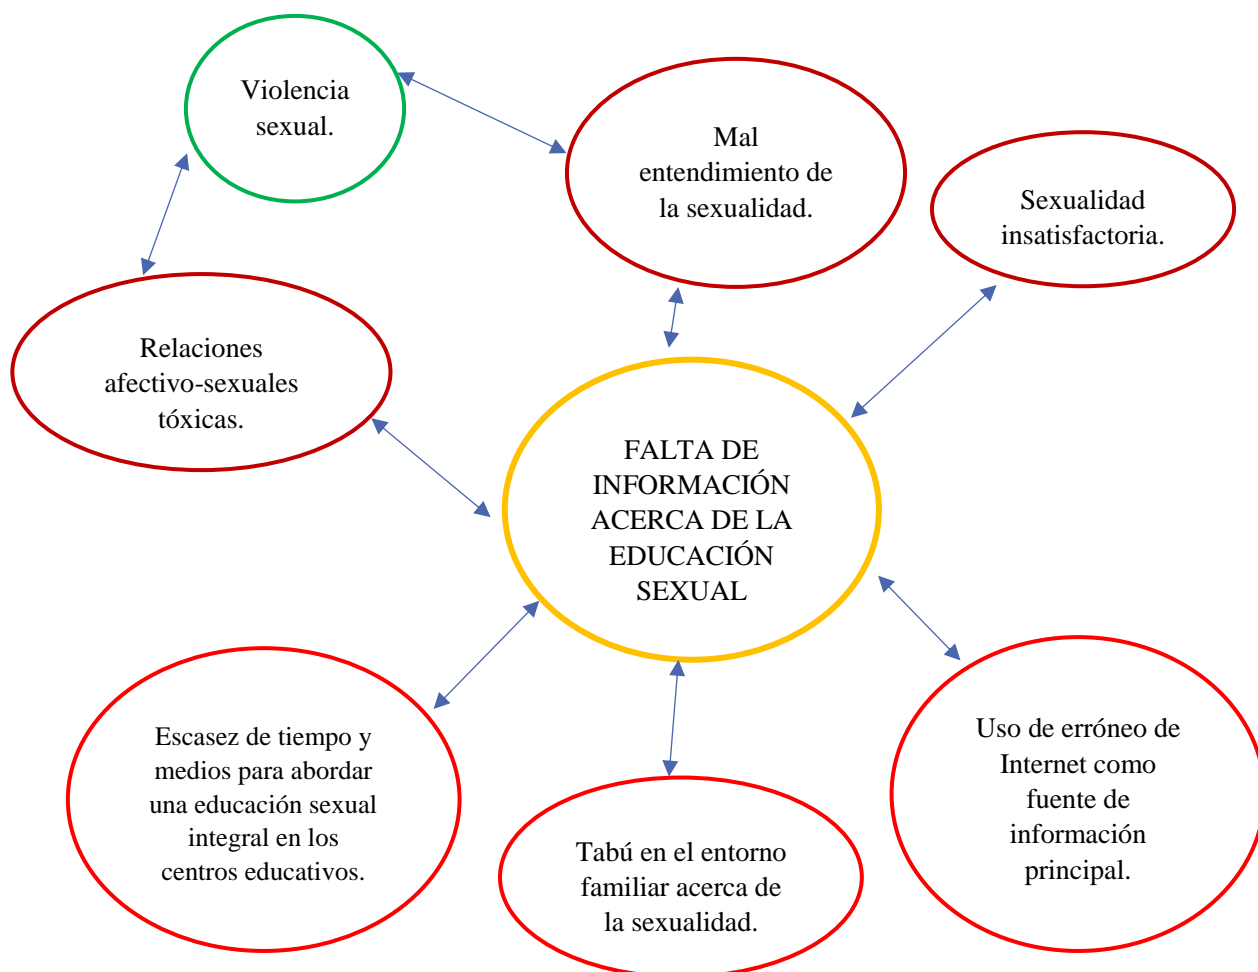 Violencia
sexual.
Mal
entendimiento de
la sexualidad.
Sexualidad
insatisfactoria.
Relaciones
afectivo-sexuales
tóxicas.
FALTA DE
INFORMACIÓN
ACERCA DE LA
EDUCACIÓN
SEXUAL
Escasez de tiempo y
medios para abordar
una educación sexual
integral en los
centros educativos.
Tabú en el entorno
familiar acerca de
la sexualidad.
Uso de erróneo de
Internet como
fuente de
información
principal.